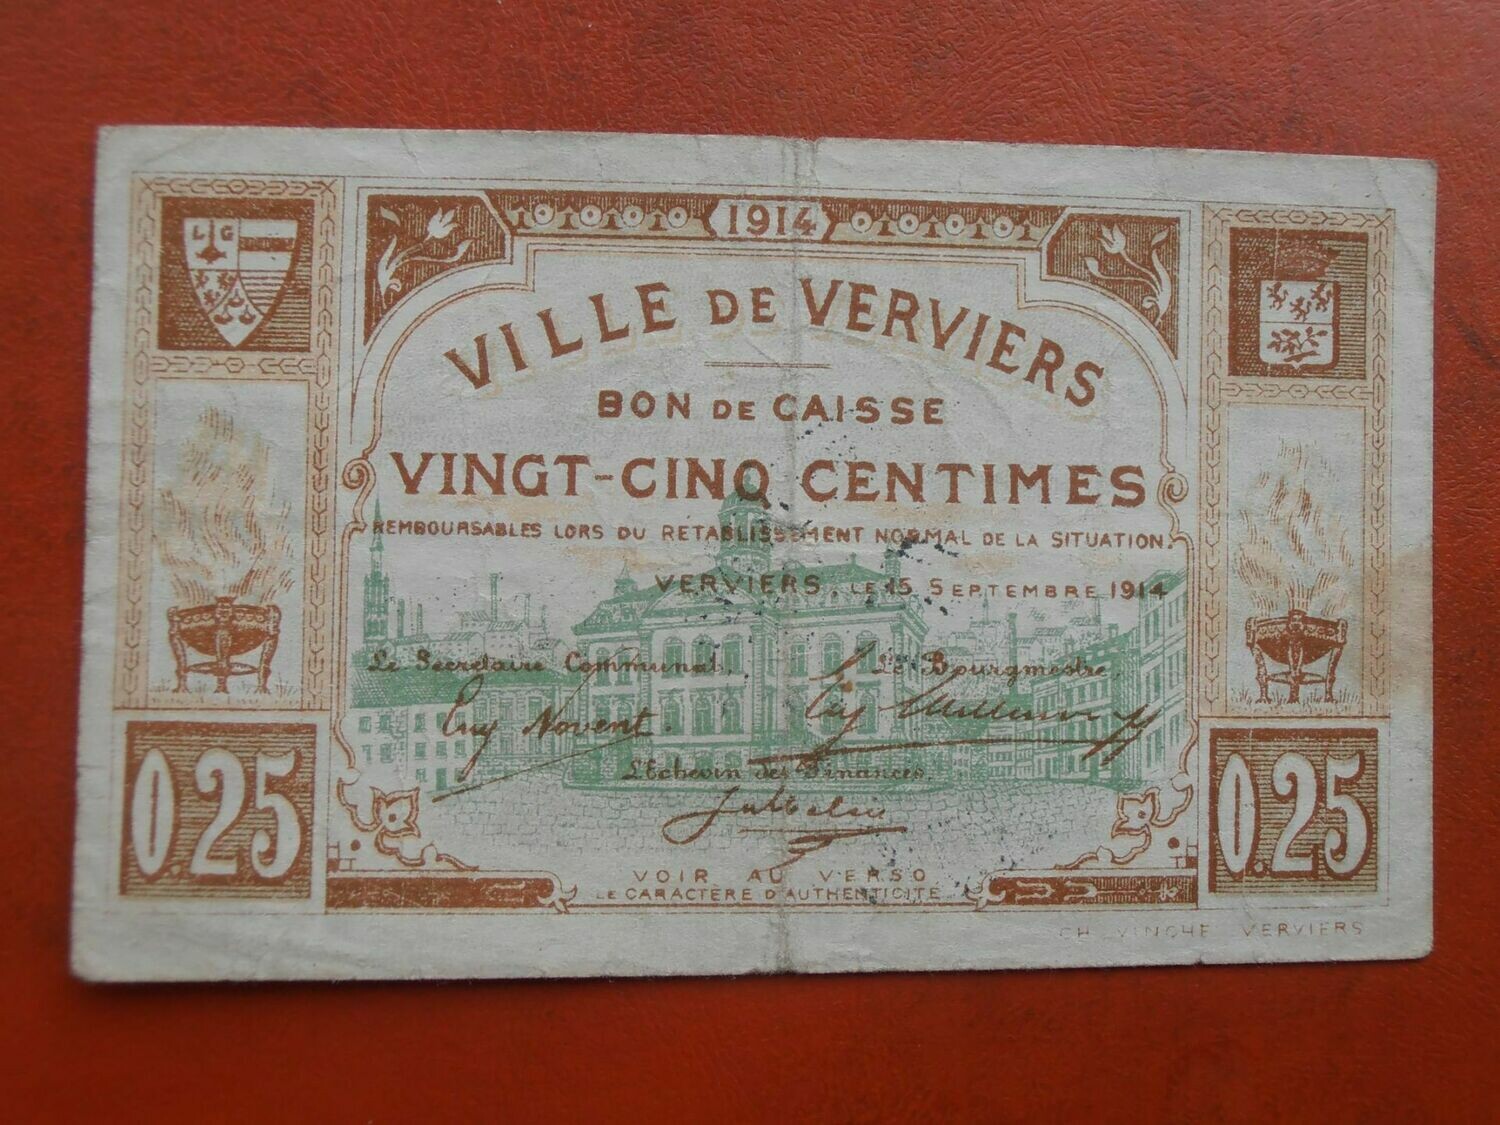 1914
L G
VILLE DE VERVIERS
BON DE CAISSE
VINGT-CINQ CENTIMES
REMBOURSABLES LORS DU RETABLISSEMENT NORMAL DE LA SITUATION.
VERVIERS, LE 15 SEPTEMBRE 1914
Le Secretaire Communal, Le Bourgmestre,
L'Echevin des Finances,
0.25 0.25
VOIR AU VERSO
LE CARACTÈRE D'AUTHENTICITÉ
CH VINCHE VERVIERS